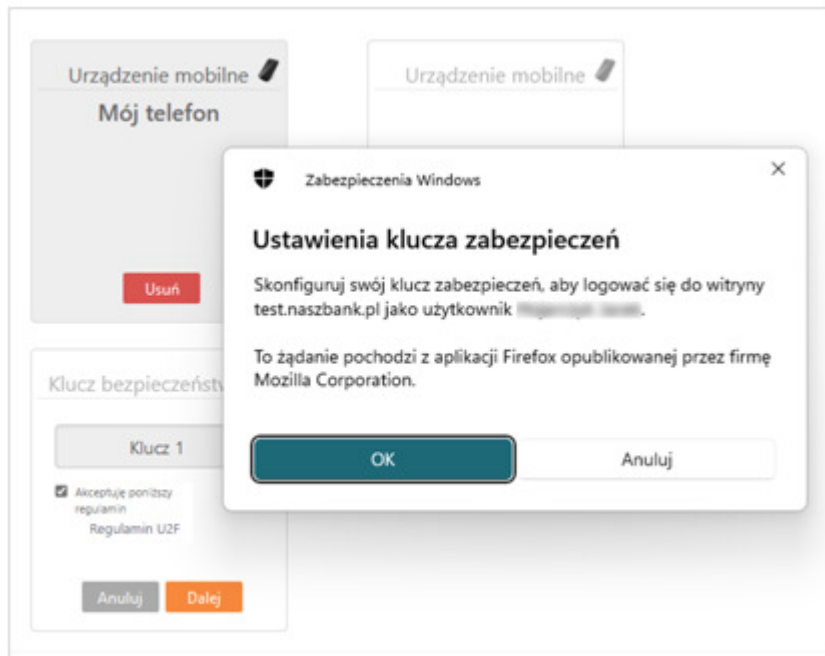 Urządzenie mobilne
Mój telefon
Usuń
Urządzenie mobilne
Zabezpieczenia Windows
Ustawienia klucza zabezpieczeń
Skonfiguruj swój klucz zabezpieczeń, aby logować się do witryny
test.naszbank.pl jako użytkownik .
To żądanie pochodzi z aplikacji Firefox opublikowanej przez firmę
Mozilla Corporation.
OK
Anuluj
Klucz bezpieczeństw
Klucz 1
Akceptuję poniższy
regulamin
Regulamin U2F
Anuluj
Dalej